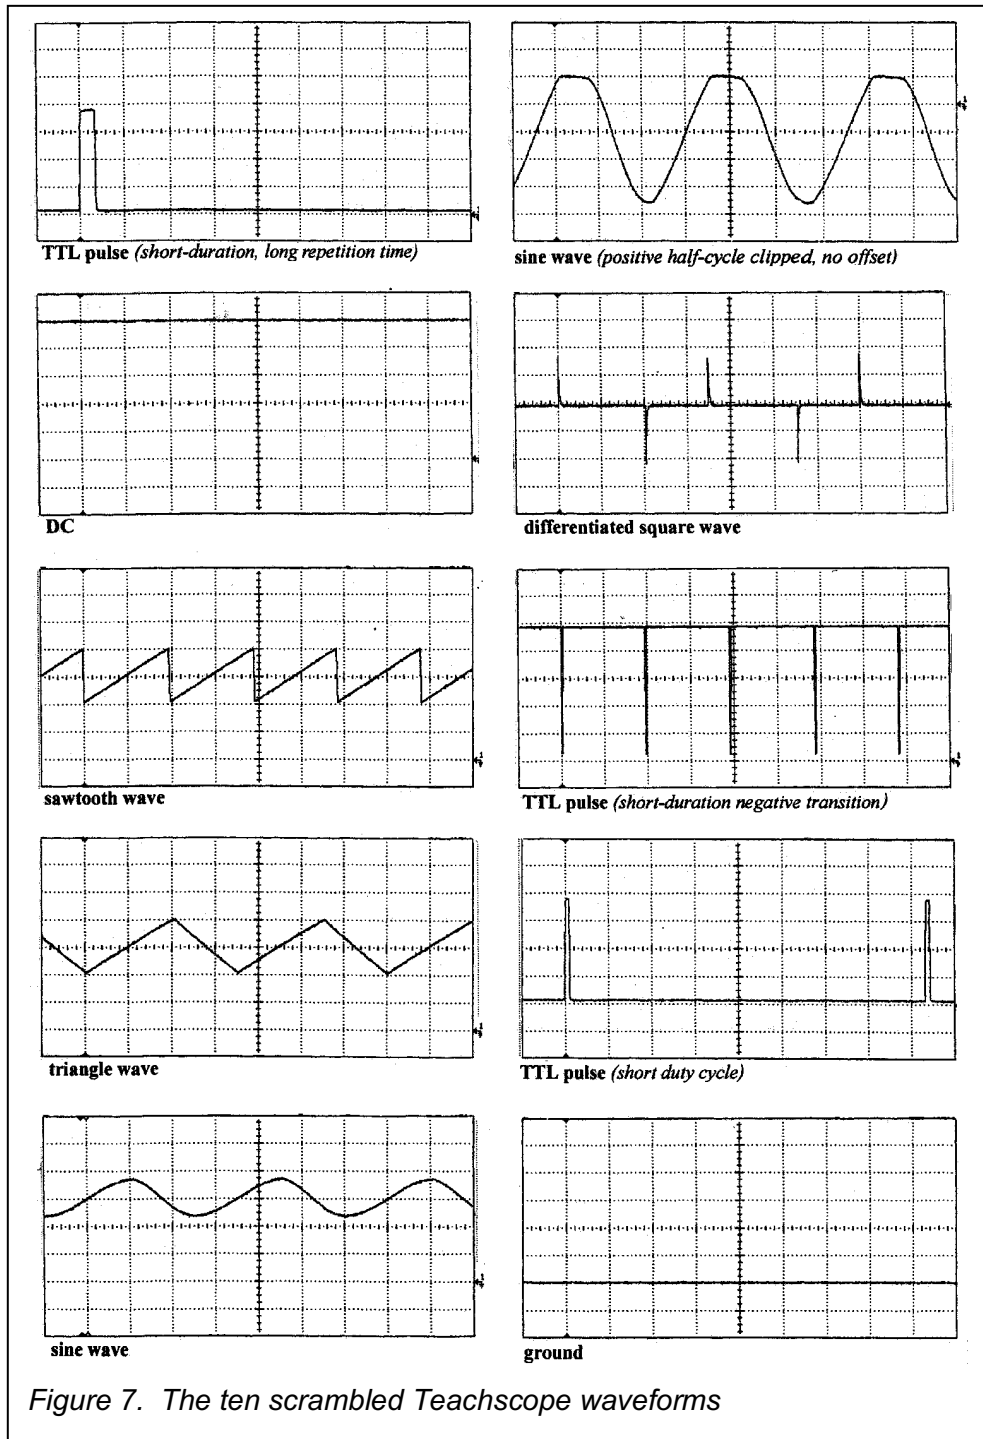 TTL pulse (short-duration, long repetition time)
sine wave (positive half-cycle clipped, no offset)
DC
differentiated square wave
sawtooth wave
TTL pulse (short-duration negative transition)
triangle wave
TTL pulse (short duty cycle)
sine wave
ground
Figure 7. The ten scrambled Teachscope waveforms